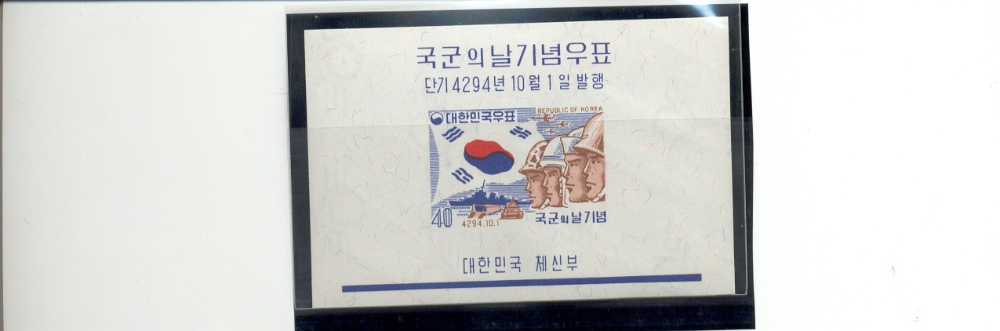 국군의날기념우표
단기4294년10월1일발행
대한민국우표
REPUBLIC OF KOREA
40
4294.10.1
국군의날기념
대한민국 체신부